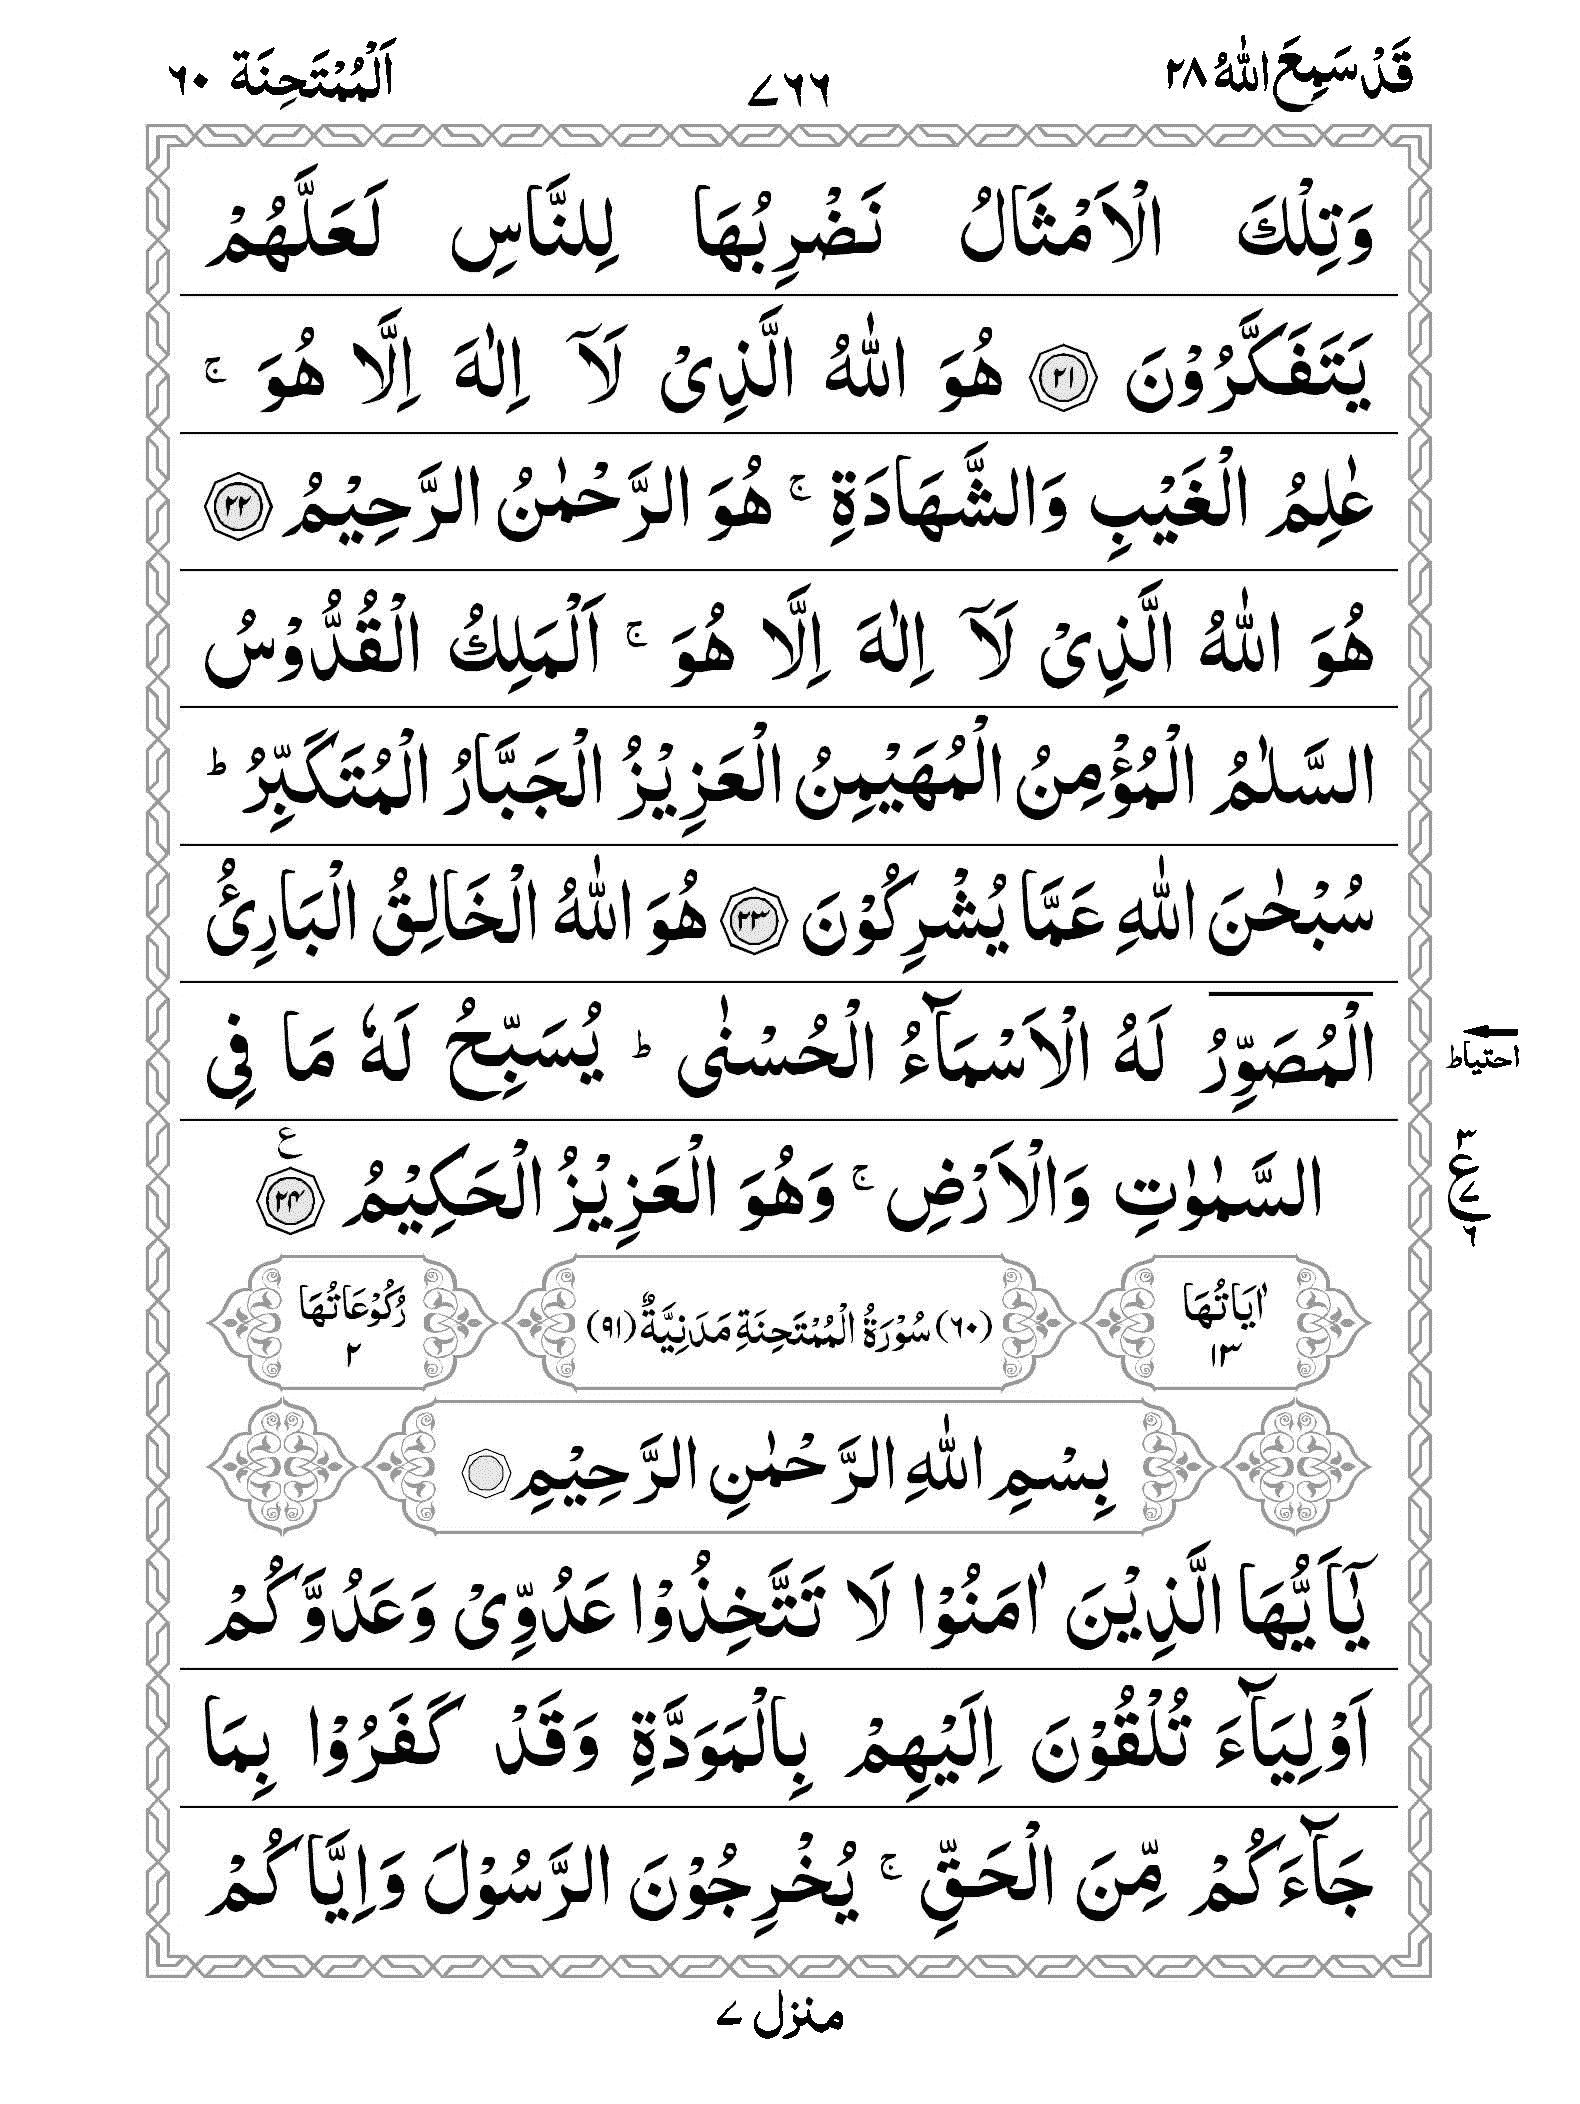 قَدْ سَمِعَ اللّٰهُ ٢٨
٧٦٦
اَلْمُمْتَحِنَة ٦٠
وَتِلْكَ الْاَمْثَالُ نَضْرِبُهَا لِلنَّاسِ لَعَلَّهُمْ
يَتَفَكَّرُوْنَ ٢١ هُوَ اللّٰهُ الَّذِىْ لَآ اِلٰهَ اِلَّا هُوَ ۚ
عٰلِمُ الْغَيْبِ وَالشَّهَادَةِ ۚ هُوَ الرَّحْمٰنُ الرَّحِيْمُ ٢٢
هُوَ اللّٰهُ الَّذِىْ لَآ اِلٰهَ اِلَّا هُوَ ۚ اَلْمَلِكُ الْقُدُّوْسُ
السَّلٰمُ الْمُؤْمِنُ الْمُهَيْمِنُ الْعَزِيْزُ الْجَبَّارُ الْمُتَكَبِّرُ ؕ
سُبْحٰنَ اللّٰهِ عَمَّا يُشْرِكُوْنَ ٢٣ هُوَ اللّٰهُ الْخَالِقُ الْبَارِئُ
الْمُصَوِّرُ لَهُ الْاَسْمَآءُ الْحُسْنٰى ؕ يُسَبِّحُ لَهٗ مَا فِى
احتیاط
السَّمٰوٰتِ وَالْاَرْضِ ۚ وَهُوَ الْعَزِيْزُ الْحَكِيْمُ ٢٤ ع
٣ ع ٧ ٦
اٰيَاتُهَا ١٣
(٦٠) سُوْرَةُ الْمُمْتَحِنَةِ مَدَنِيَّةٌ (٩١)
رُكُوْعَاتُهَا ٢
بِسْمِ اللّٰهِ الرَّحْمٰنِ الرَّحِيْمِ
يٰٓاَيُّهَا الَّذِيْنَ اٰمَنُوْا لَا تَتَّخِذُوْا عَدُوِّىْ وَعَدُوَّكُمْ
اَوْلِيَآءَ تُلْقُوْنَ اِلَيْهِمْ بِالْمَوَدَّةِ وَقَدْ كَفَرُوْا بِمَا
جَآءَكُمْ مِّنَ الْحَقِّ ۚ يُخْرِجُوْنَ الرَّسُوْلَ وَاِيَّاكُمْ
منزل ٧